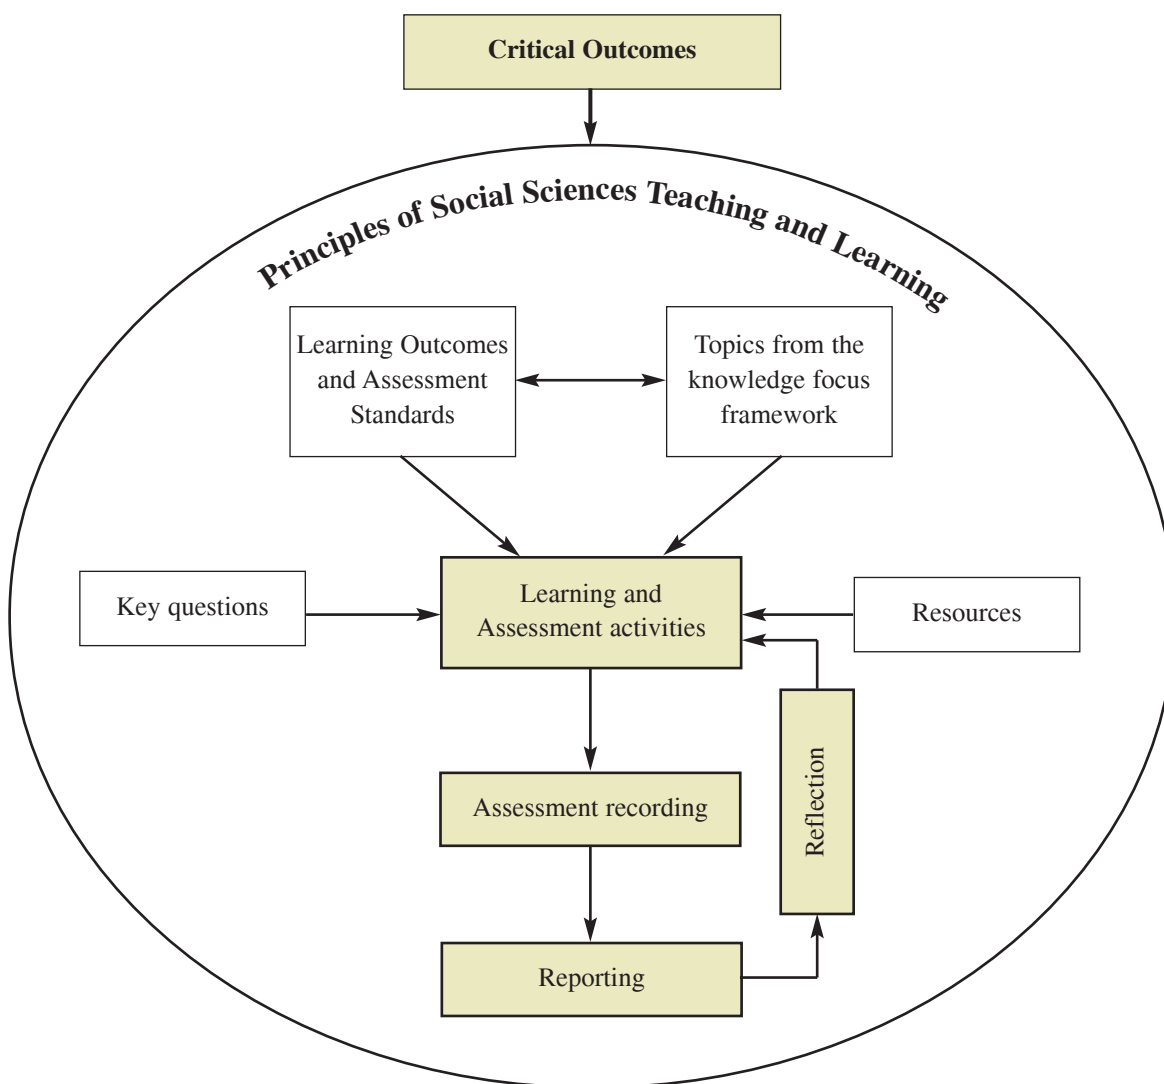 Critical Outcomes
Principles of Social Sciences Teaching and Learning
Learning Outcomes
and Assessment
Standards
Topics from the
knowledge focus
framework
Key questions
Learning and
Assessment activities
Resources
Assessment recording
Reflection
Reporting